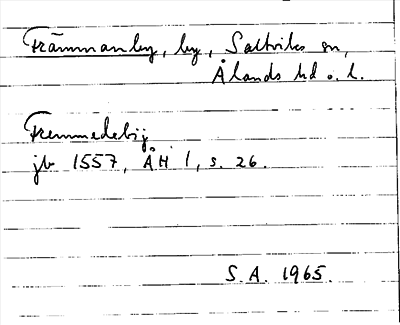 Främmanby, by, Saltviks sn,
Ålands hd o. l.
Fremmedebij
jb 1557, ÅH 1, s. 26.
S.A. 1965.